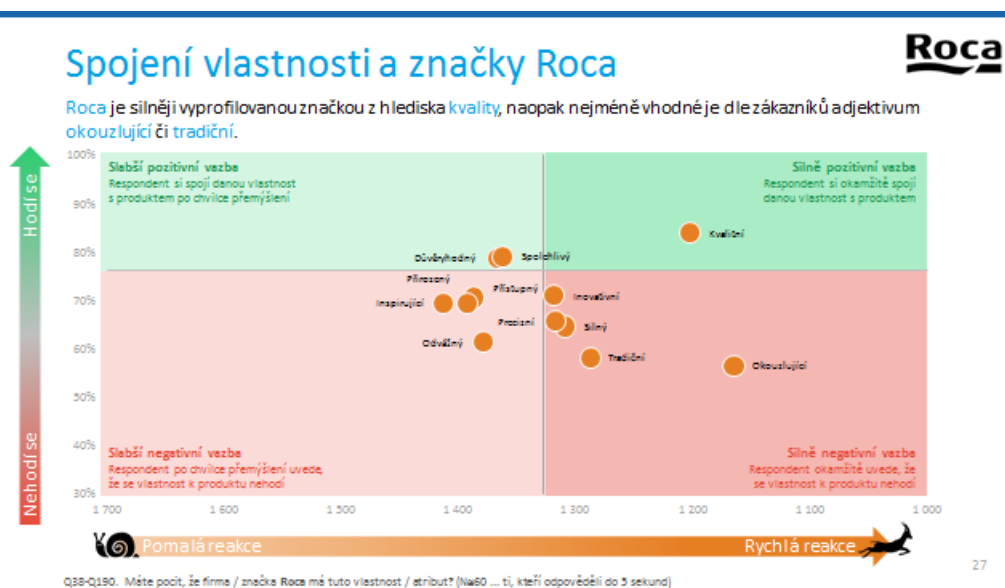 Spojení vlastnosti a značky Roca
Roca
Roca je silněji vyprofilovanou značkou z hlediska kvality, naopak nejméně vhodné je dle zákazníků adjektivum
okouzlující či tradiční.
Hodí se
Nehodí se
100%
90%
80%
70%
60%
50%
40%
30%
Slabší pozitivní vazba
Respondent si spojí danou vlastnost
s produktem po chvilce přemýšlení
Silně pozitivní vazba
Respondent si okamžitě spojí
danou vlastnost s produktem
Kvalitní
Důvěryhodný
Spolehlivý
Přirozený
Přístupný
Inspirující
Inovativní
Precizní
Silný
Odvážný
Tradiční
Okouzlující
Slabší negativní vazba
Respondent po chvilce přemýšlení uvede,
že se vlastnost k produktu nehodí
Silně negativní vazba
Respondent okamžitě uvede, že
se vlastnost k produktu nehodí
1 700
1 600
1 500
1 400
1 300
1 200
1 100
1 000
Pomalá reakce
Rychlá reakce
27
Q38-Q190. Máte pocit, že firma / značka Roca má tuto vlastnost / atribut? (N=60 ... ti, kteří odpověděli do 5 sekund)